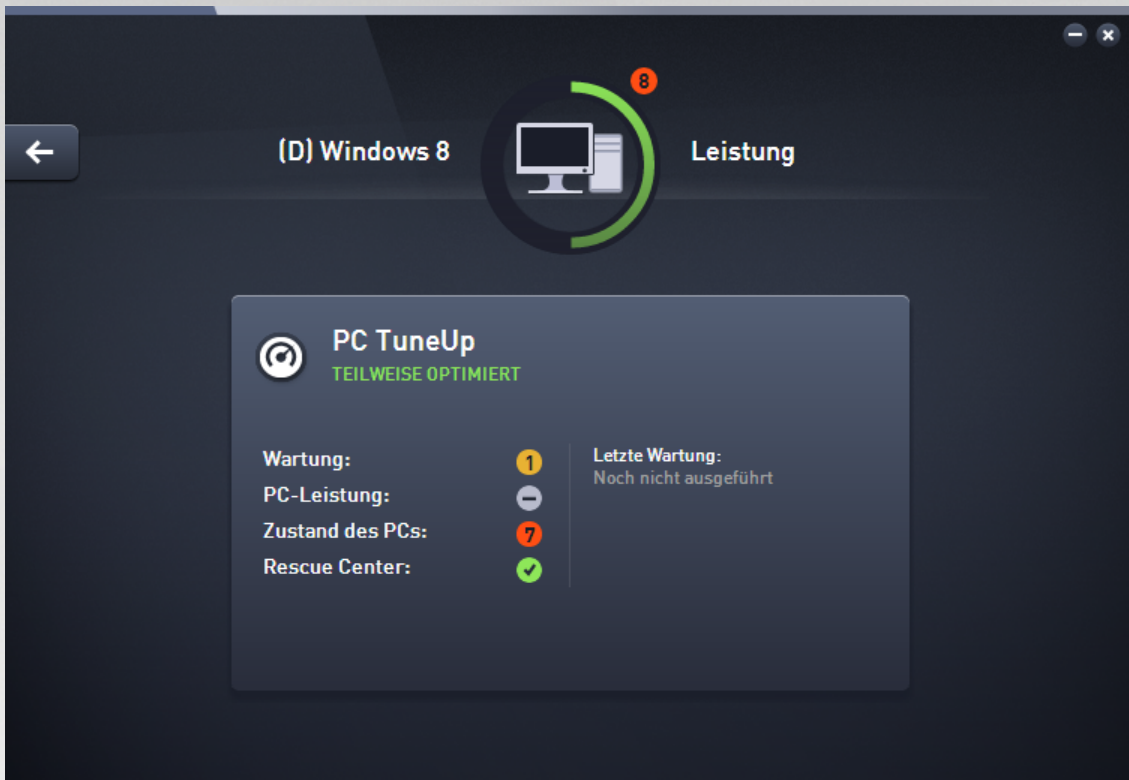 8
(D) Windows 8
Leistung
PC TuneUp
TEILWEISE OPTIMIERT
Wartung: 1
PC-Leistung:
Zustand des PCs: 7
Rescue Center:
Letzte Wartung:
Noch nicht ausgeführt